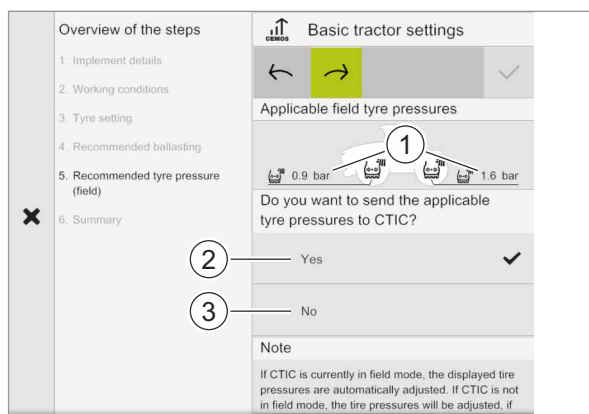 Overview of the steps
1. Implement details
2. Working conditions
3. Tyre setting
4. Recommended ballasting
5. Recommended tyre pressure
(field)
6. Summary
CEMOS
Basic tractor settings
Applicable field tyre pressures
1
0.9 bar
1.6 bar
Do you want to send the applicable
tyre pressures to CTIC?
2
Yes
3
No
Note
If CTIC is currently in field mode, the displayed tire
pressures are automatically adjusted. If CTIC is not
in field mode, the tire pressures will be adjusted, if